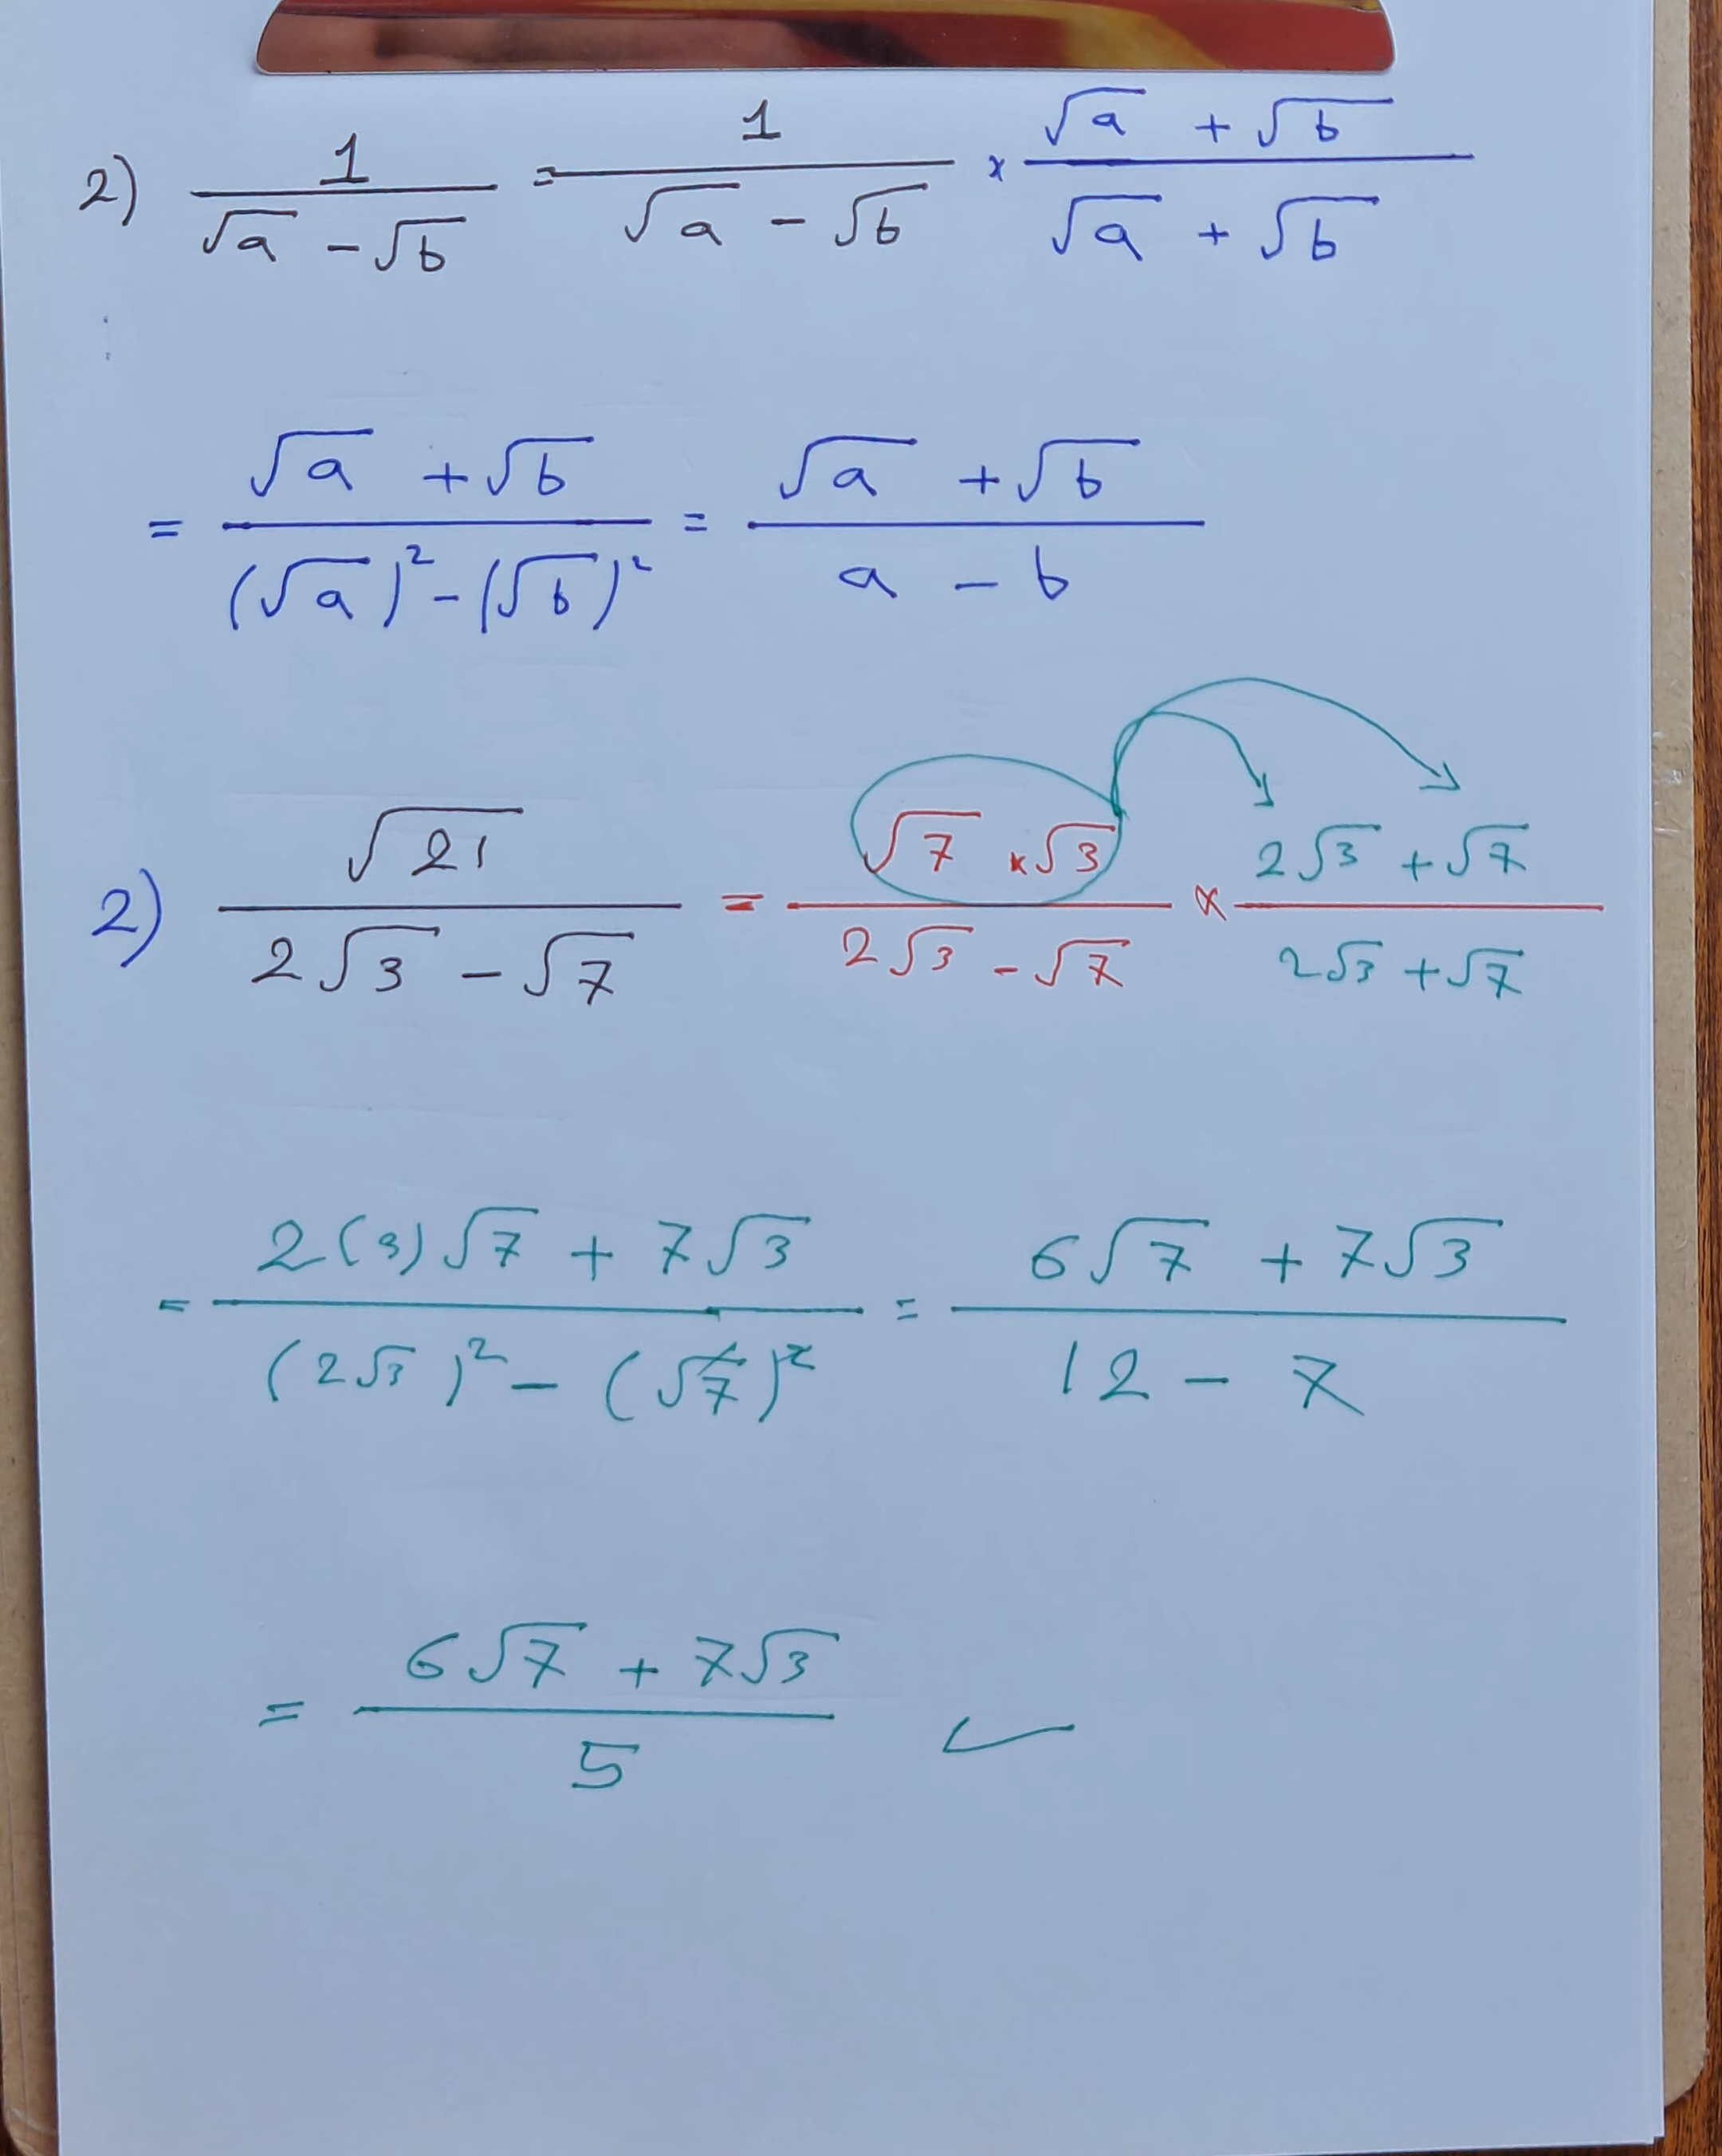 2) 1/(√a - √b) = 1/(√a - √b) × (√a + √b)/(√a + √b)
= (√a + √b)/((√a)² - (√b)²) = (√a + √b)/(a - b)
2) √21/(2√3 - √7) = (√7 × √3)/(2√3 - √7) × (2√3 + √7)/(2√3 + √7)
= (2(3)√7 + 7√3)/((2√3)² - (√7)²) = (6√7 + 7√3)/(12 - 7)
= (6√7 + 7√3)/5 ✓